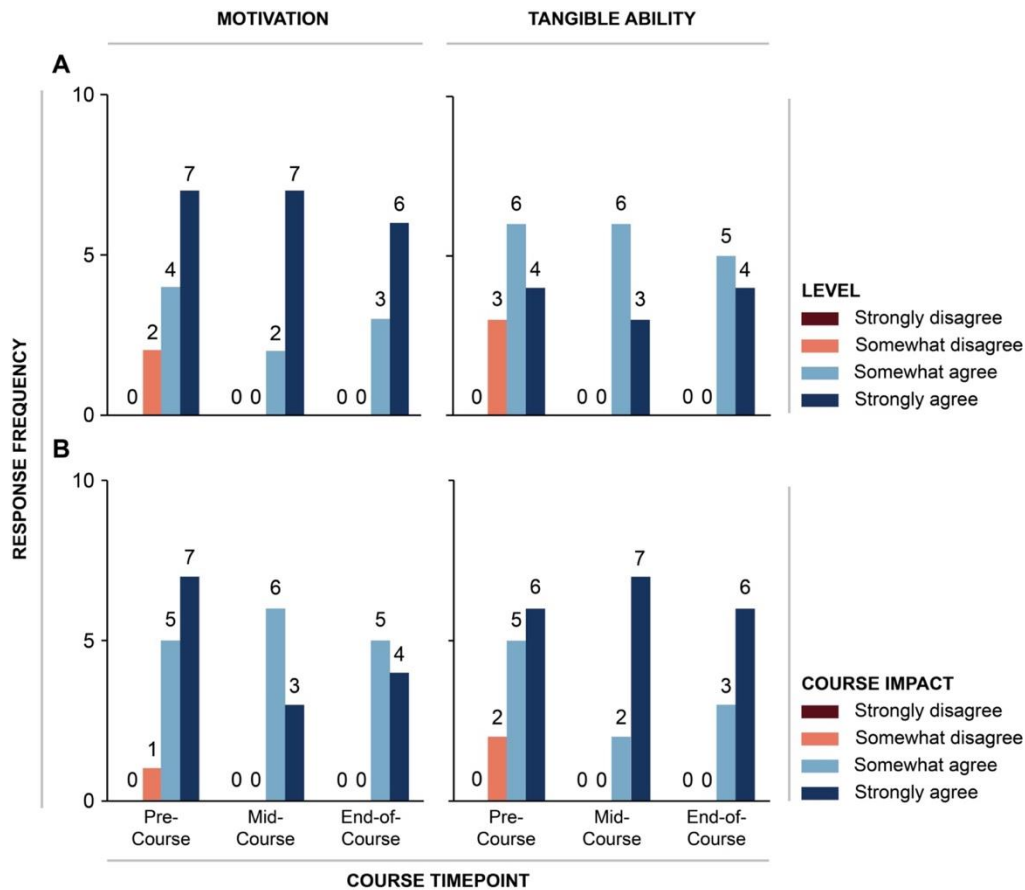 MOTIVATION
TANGIBLE ABILITY
A
10
5
0
0
2
4
7
0
0
2
7
0
0
3
6
3
6
4
0
0
0
6
3
0
0
5
4
LEVEL
Strongly disagree
Somewhat disagree
Somewhat agree
Strongly agree
RESPONSE FREQUENCY
B
10
5
0
0
1
5
7
0
0
6
3
0
0
5
4
0
2
5
6
0
0
2
7
0
0
3
6
COURSE IMPACT
Strongly disagree
Somewhat disagree
Somewhat agree
Strongly agree
Pre-
Course
Mid-
Course
End-of-
Course
Pre-
Course
Mid-
Course
End-of-
Course
COURSE TIMEPOINT